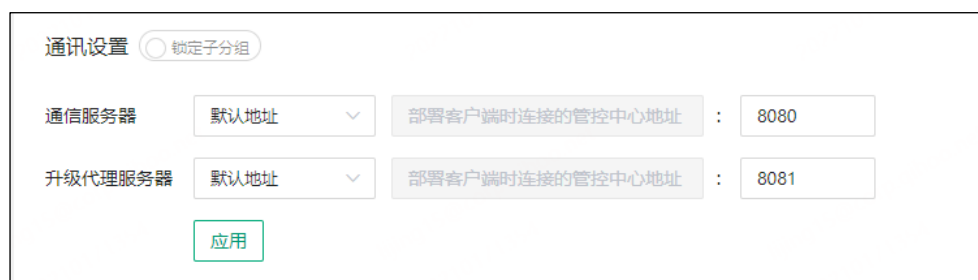 通讯设置 锁定子分组
通信服务器 默认地址 部署客户端时连接的管控中心地址 : 8080
升级代理服务器 默认地址 部署客户端时连接的管控中心地址 : 8081
应用